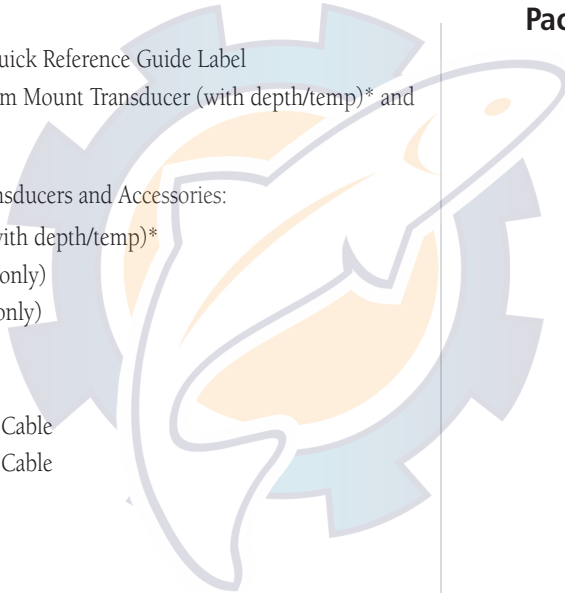 uick Reference Guide Label
m Mount Transducer (with depth/temp)* and
nsducers and Accessories:
with depth/temp)*
only)
only)
Cable
Cable
Pac